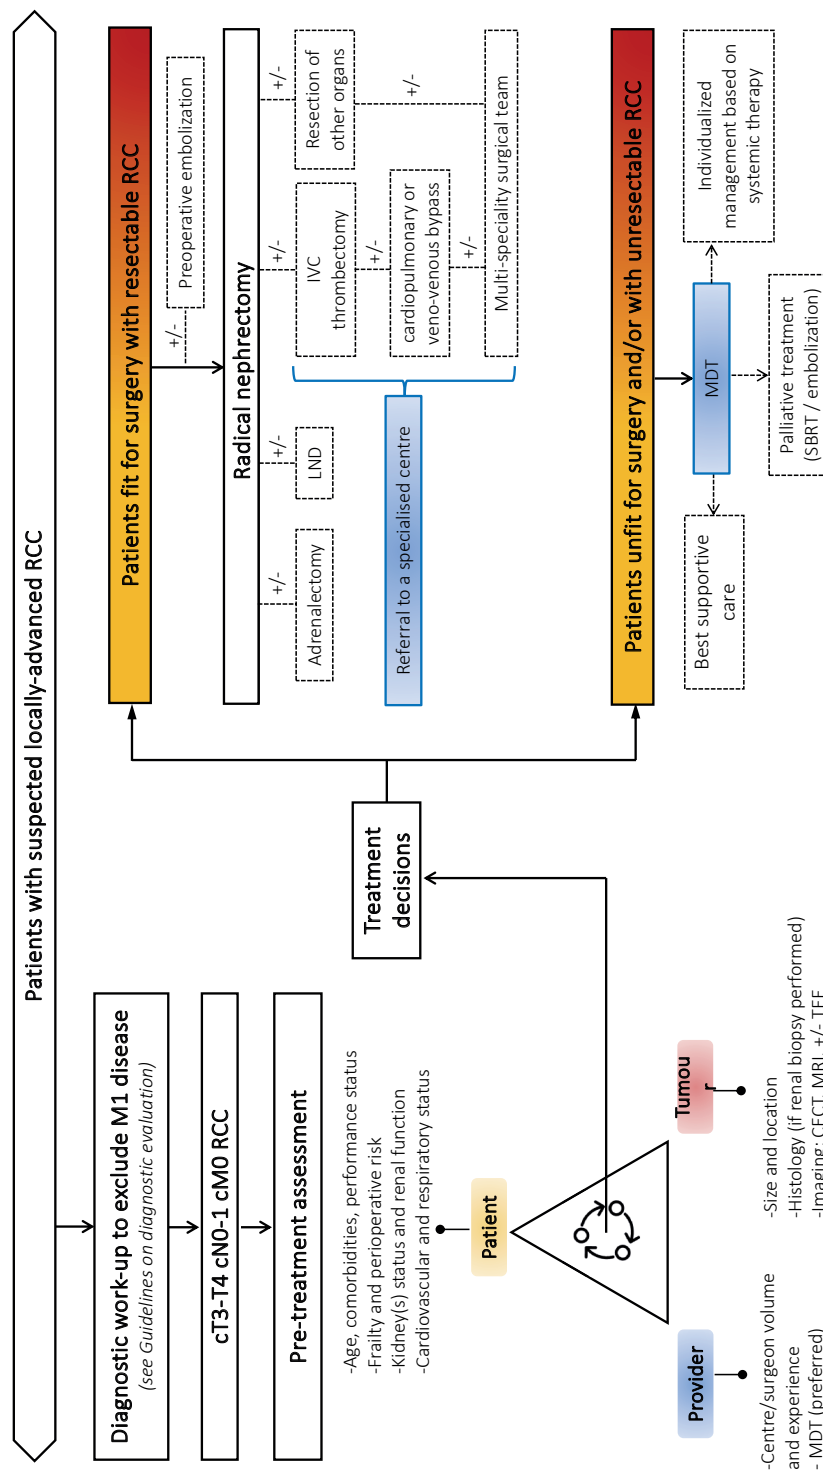 Patients with suspected locally-advanced RCC
Diagnostic work-up to exclude M1 disease
(see Guidelines on diagnostic evaluation)
cT3-T4 cN0-1 cM0 RCC
Pre-treatment assessment
-Age, comorbidities, performance status
-Frailty and perioperative risk
-Kidney(s) status and renal function
-Cardiovascular and respiratory status
Patient
Provider
-Centre/surgeon volume
and experience
- MDT (preferred)
Tumou
r
-Size and location
-Histology (if renal biopsy performed)
-Imaging: CECT, MRI, +/- TEE
Treatment
decisions
Patients fit for surgery with resectable RCC
+/-
Preoperative embolization
Radical nephrectomy
+/-
Adrenalectomy
+/-
LND
+/-
IVC
thrombectomy
+/-
cardiopulmonary or
veno-venous bypass
+/-
+/-
Resection of
other organs
+/-
Multi-speciality surgical team
Referral to a specialised centre
Patients unfit for surgery and/or with unresectable RCC
MDT
Best supportive
care
Palliative treatment
(SBRT / embolization)
Individualized
management based on
systemic therapy